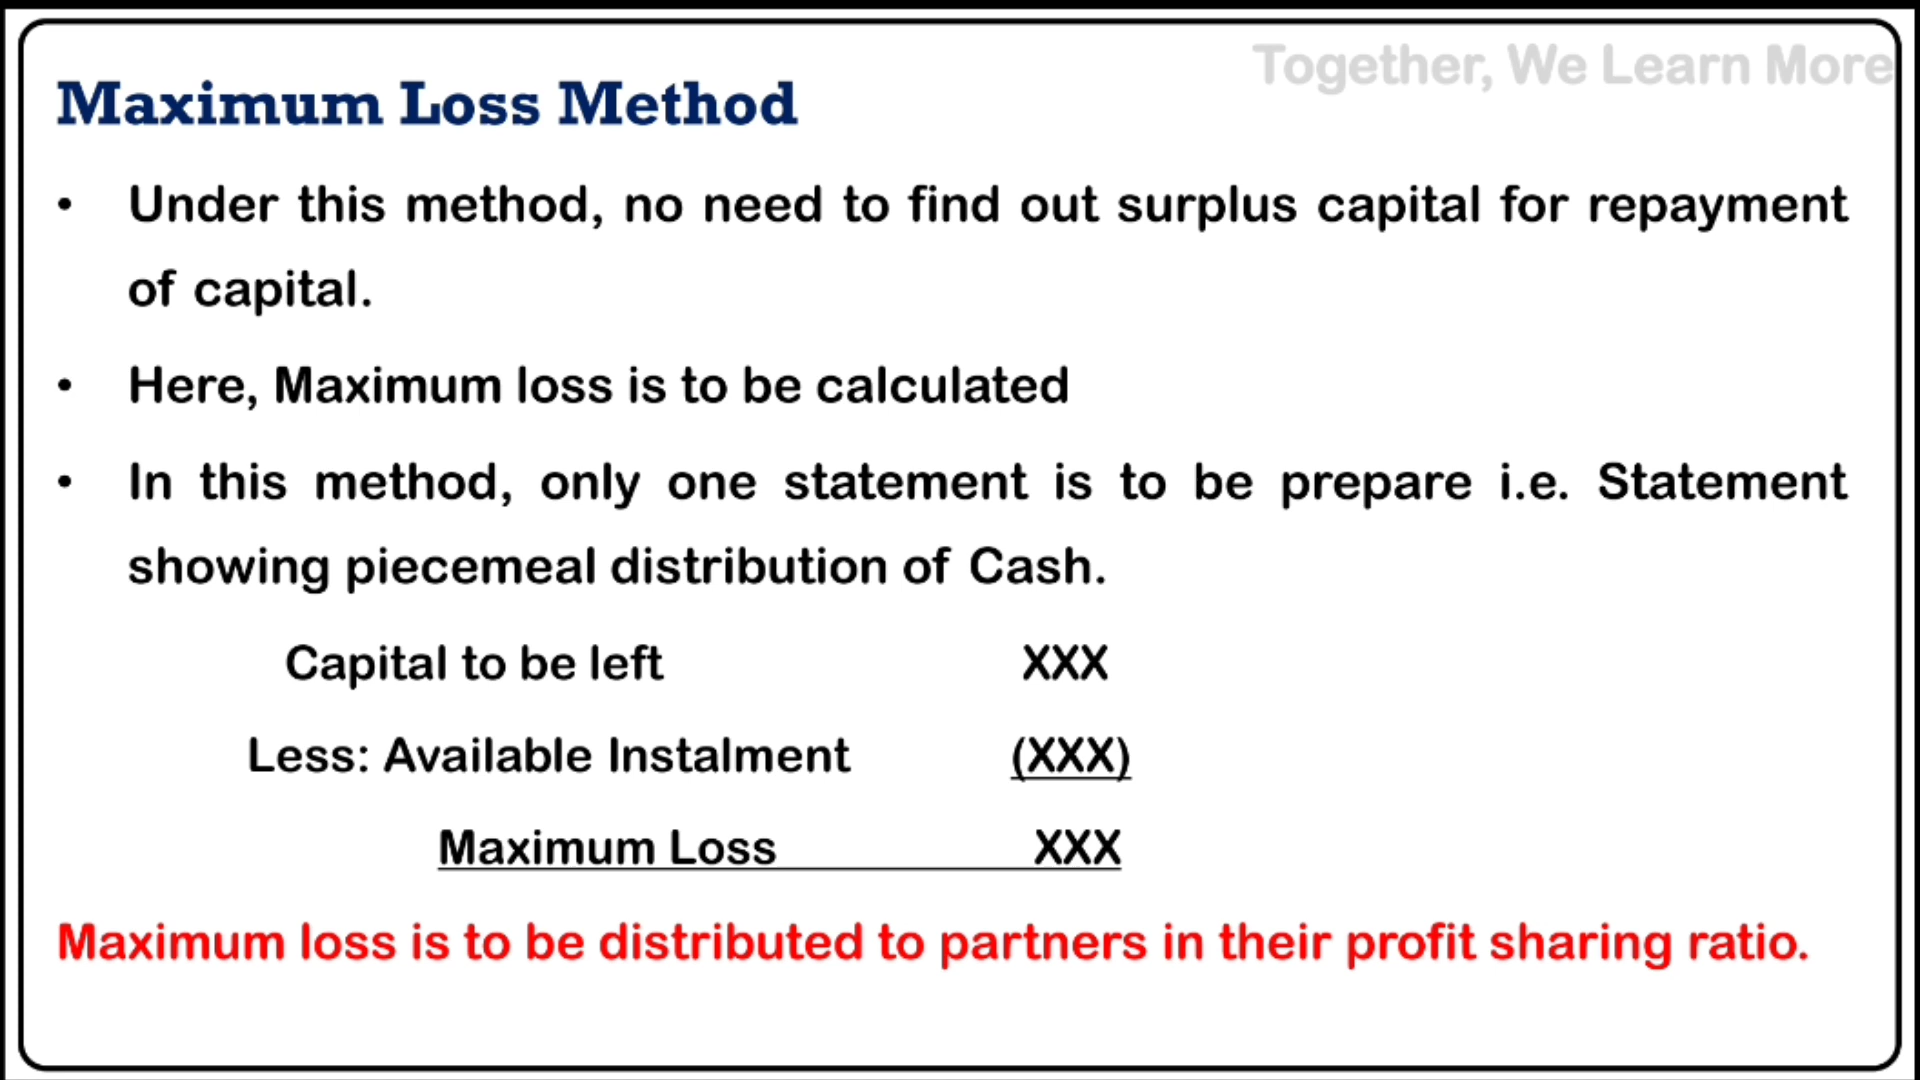 Together, We Learn More
Maximum Loss Method
• Under this method, no need to find out surplus capital for repayment
of capital.
• Here, Maximum loss is to be calculated
• In this method, only one statement is to be prepare i.e. Statement
showing piecemeal distribution of Cash.
Capital to be left XXX
Less: Available Instalment (XXX)
Maximum Loss XXX
Maximum loss is to be distributed to partners in their profit sharing ratio.